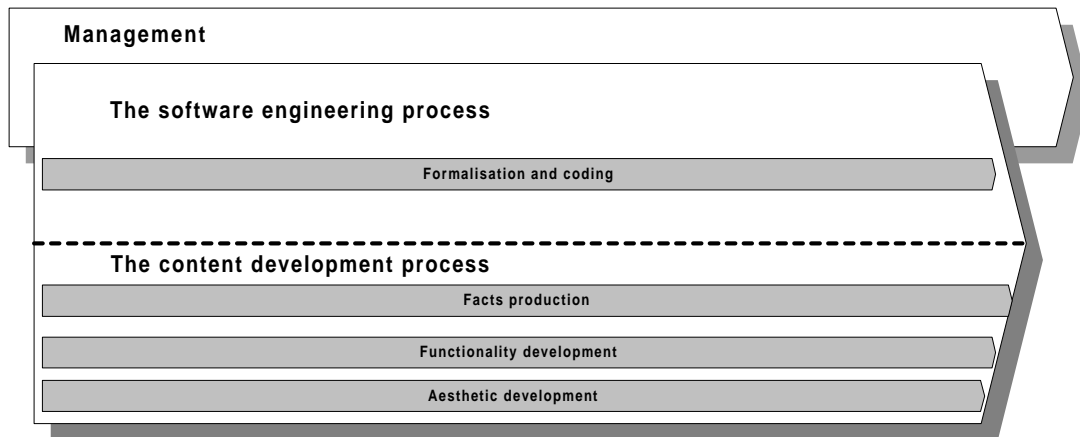 Management
The software engineering process
Formalisation and coding
The content development process
Facts production
Functionality development
Aesthetic development